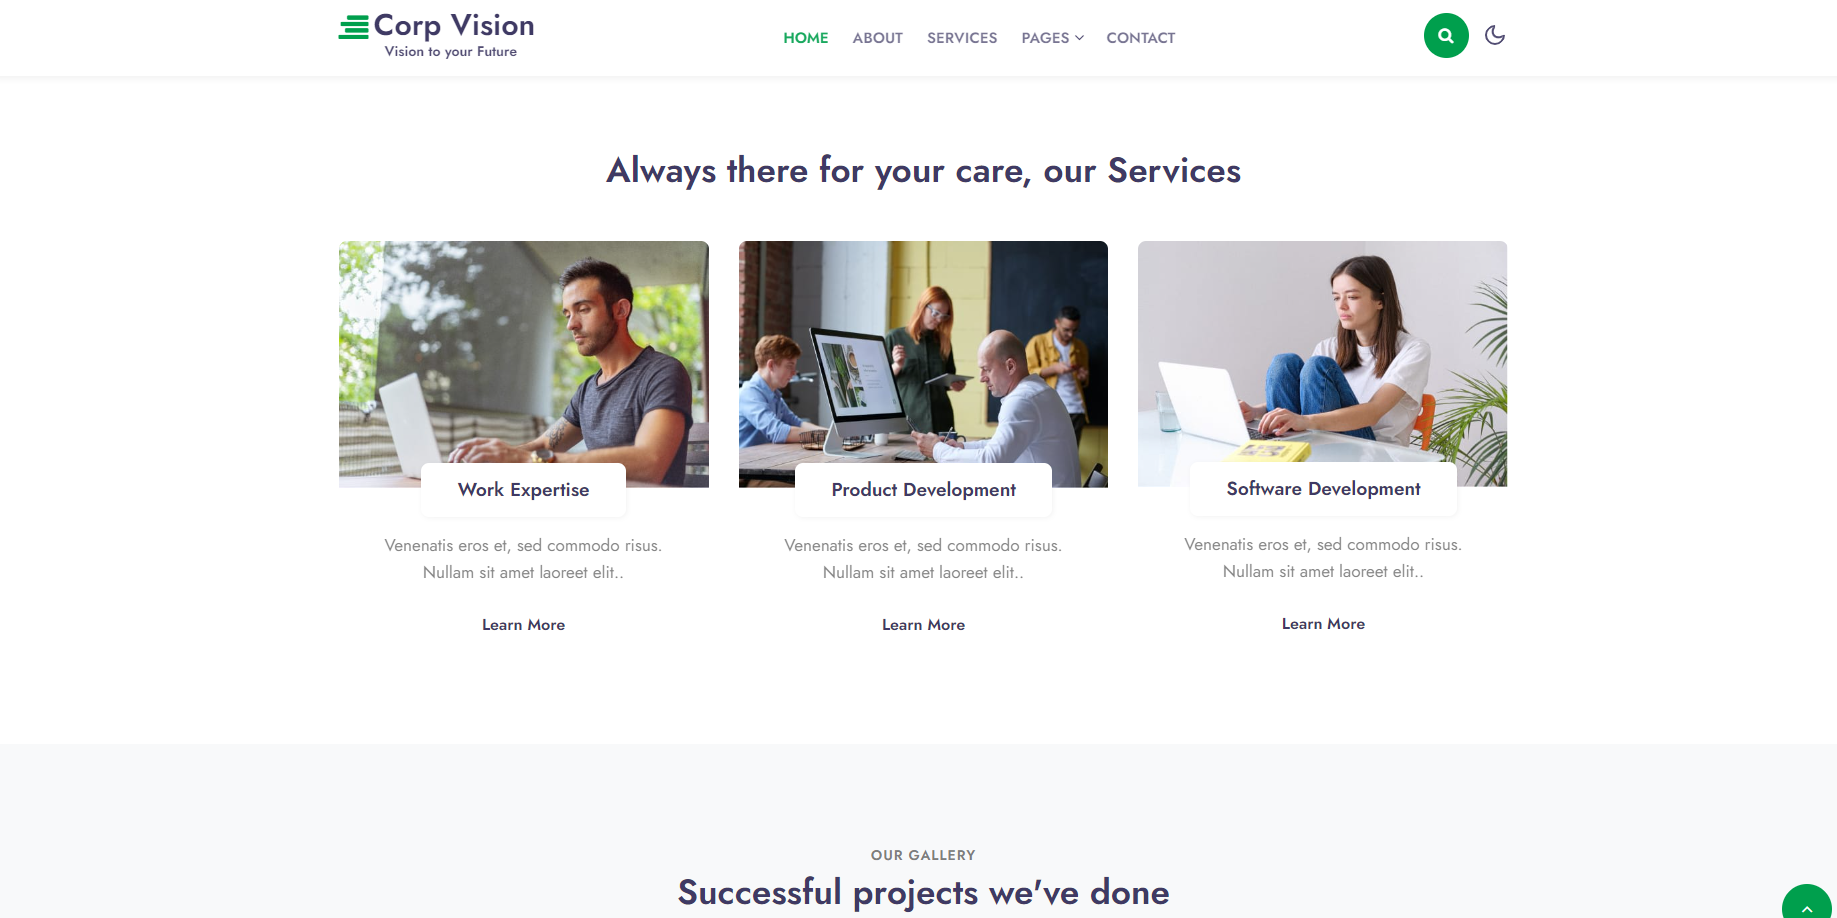 Corp Vision
Vision to your Future
HOME
ABOUT
SERVICES
PAGES
CONTACT
Always there for your care, our Services
Work Expertise
Venenatis eros et, sed commodo risus.
Nullam sit amet laoreet elit..
Learn More
Product Development
Venenatis eros et, sed commodo risus.
Nullam sit amet laoreet elit..
Learn More
Software Development
Venenatis eros et, sed commodo risus.
Nullam sit amet laoreet elit..
Learn More
OUR GALLERY
Successful projects we've done